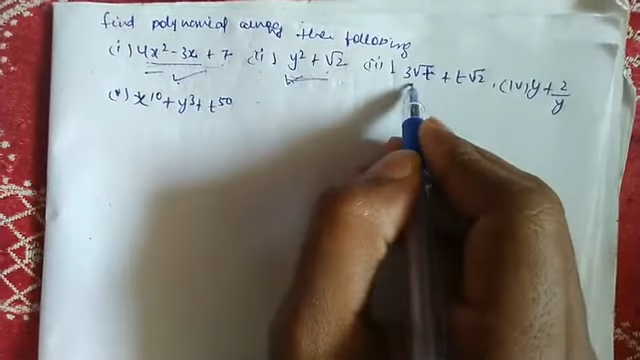 find polynomial among the following
(i) 4x² - 3x + 7 (ii) y² + √2 (iii) 3√t + t√2, (iv) y + 2/y
(v) x¹⁰ + y³ + t⁵⁰